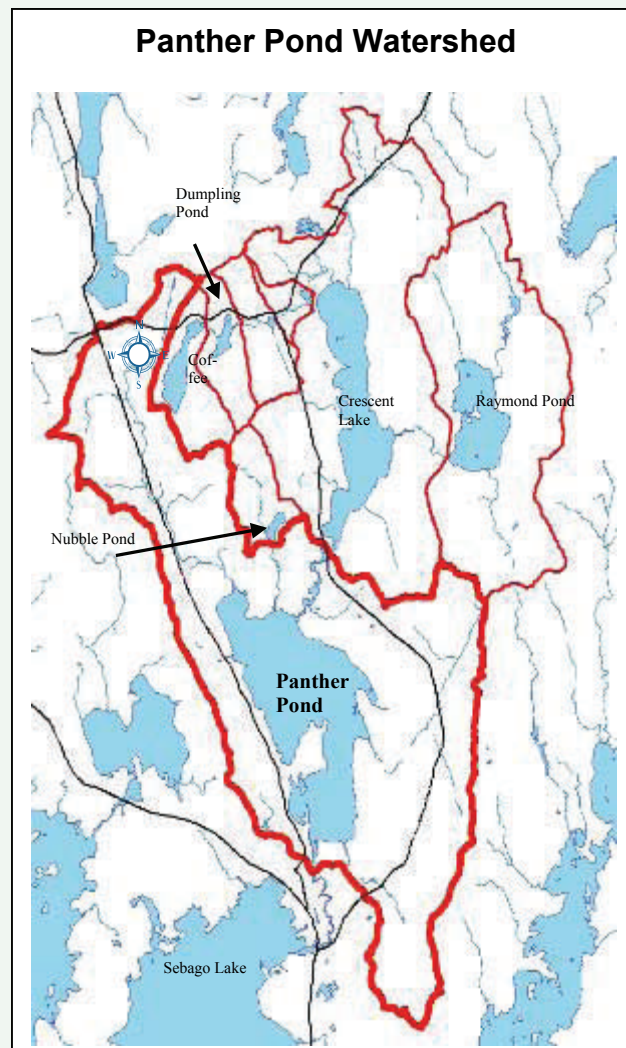 Panther Pond Watershed
Dumpling
Pond
N
W
E
S
Cof-
fee
Crescent
Lake
Raymond Pond
Nubble Pond
Panther
Pond
Sebago Lake